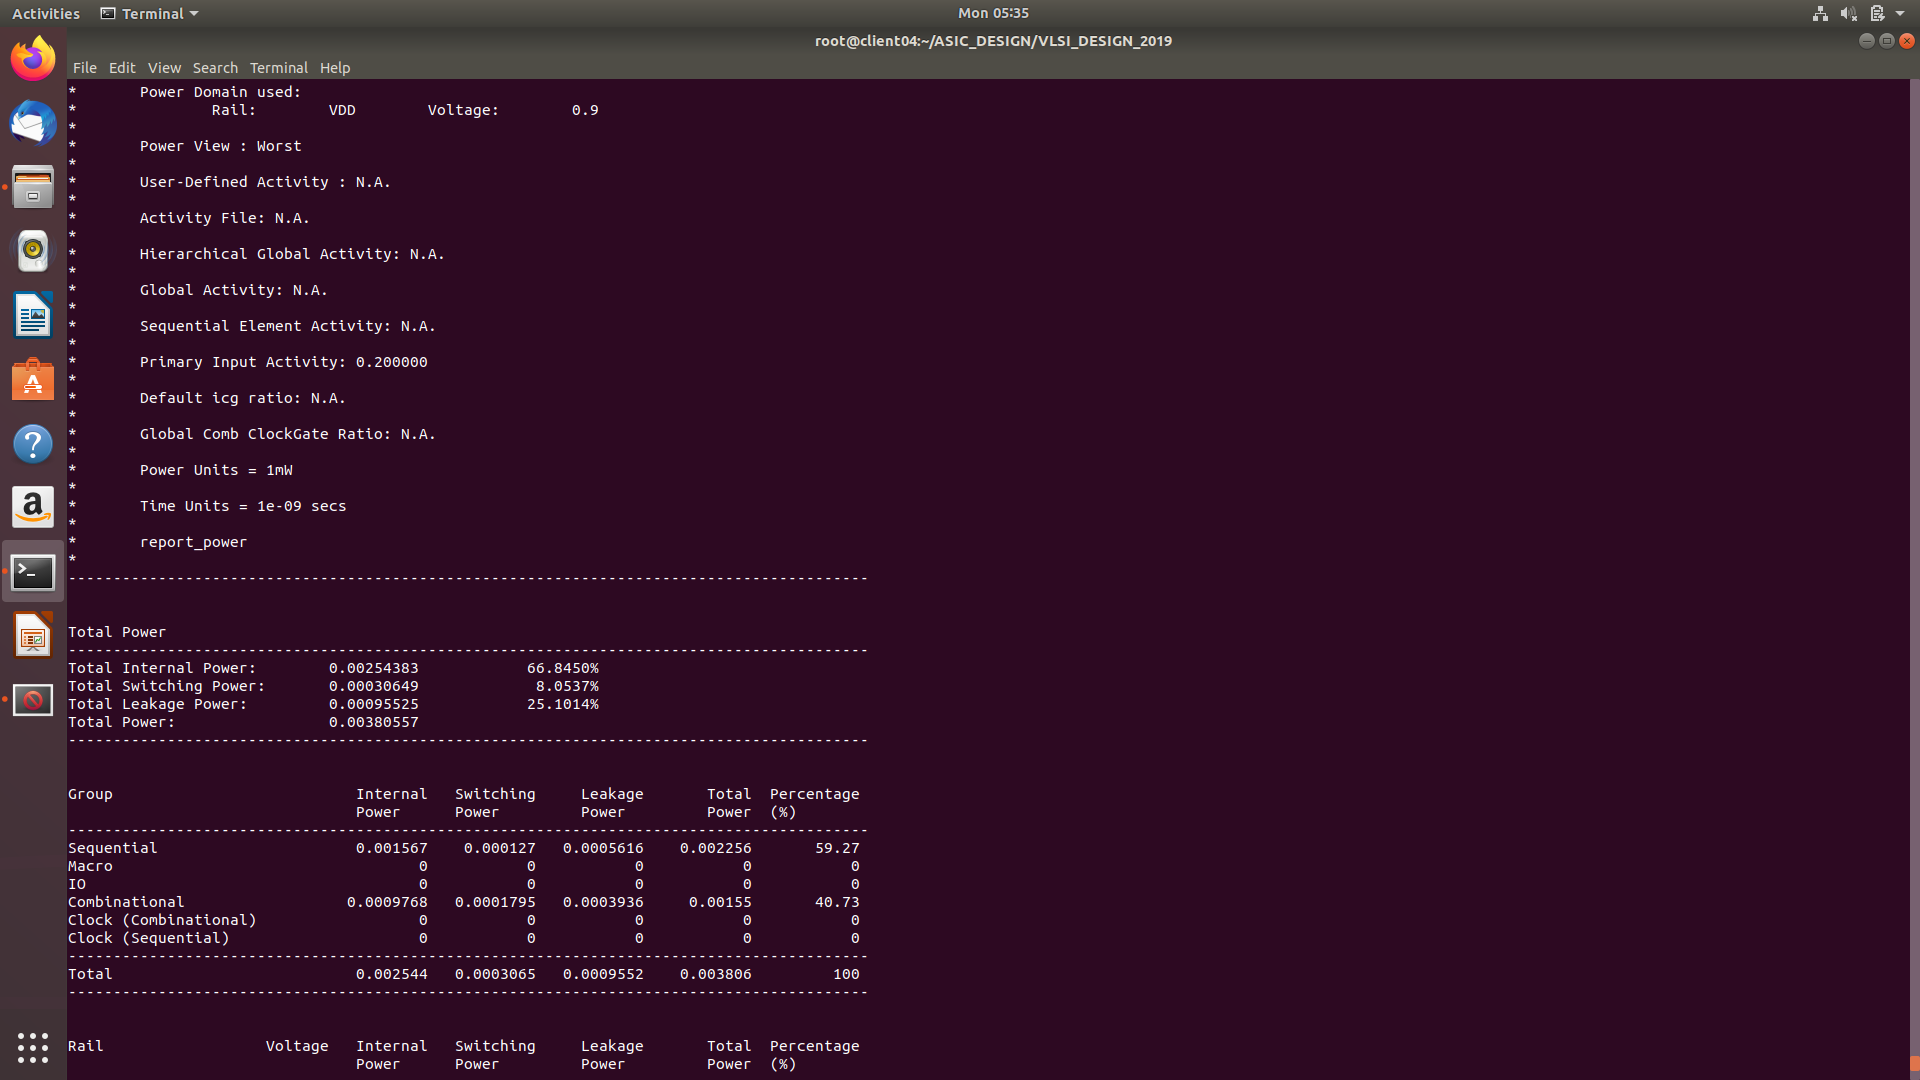 Activities Terminal Mon 05:35
root@client04:~/ASIC_DESIGN/VLSI_DESIGN_2019
File Edit View Search Terminal Help
* Power Domain used:
* Rail: VDD Voltage: 0.9
*
* Power View : Worst
*
* User-Defined Activity : N.A.
*
* Activity File: N.A.
*
* Hierarchical Global Activity: N.A.
*
* Global Activity: N.A.
*
* Sequential Element Activity: N.A.
*
* Primary Input Activity: 0.200000
*
* Default icg ratio: N.A.
*
* Global Comb ClockGate Ratio: N.A.
*
* Power Units = 1mW
*
* Time Units = 1e-09 secs
*
* report_power
*
-----------------------------------------------------------------------------------------
Total Power
-----------------------------------------------------------------------------------------
Total Internal Power: 0.00254383 66.8450%
Total Switching Power: 0.00030649 8.0537%
Total Leakage Power: 0.00095525 25.1014%
Total Power: 0.00380557
-----------------------------------------------------------------------------------------
Group Internal Switching Leakage Total Percentage
Power Power Power Power (%)
-----------------------------------------------------------------------------------------
Sequential 0.001567 0.000127 0.0005616 0.002256 59.27
Macro 0 0 0 0 0
IO 0 0 0 0 0
Combinational 0.0009768 0.0001795 0.0003936 0.00155 40.73
Clock (Combinational) 0 0 0 0 0
Clock (Sequential) 0 0 0 0 0
-----------------------------------------------------------------------------------------
Total 0.002544 0.0003065 0.0009552 0.003806 100
-----------------------------------------------------------------------------------------
Rail Voltage Internal Switching Leakage Total Percentage
Power Power Power Power (%)